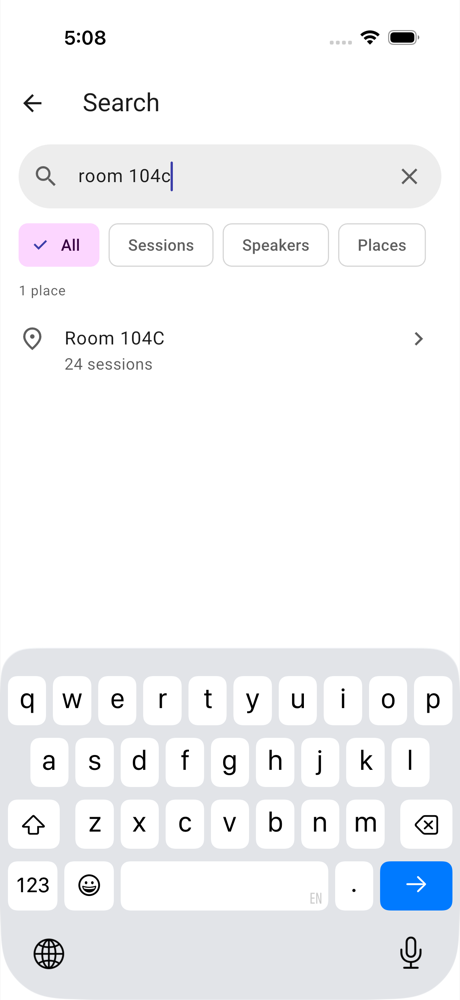 5:08
Search
room 104c
All Sessions Speakers Places
1 place
Room 104C
24 sessions
q w e r t y u i o p
a s d f g h j k l
z x c v b n m
123 EN .